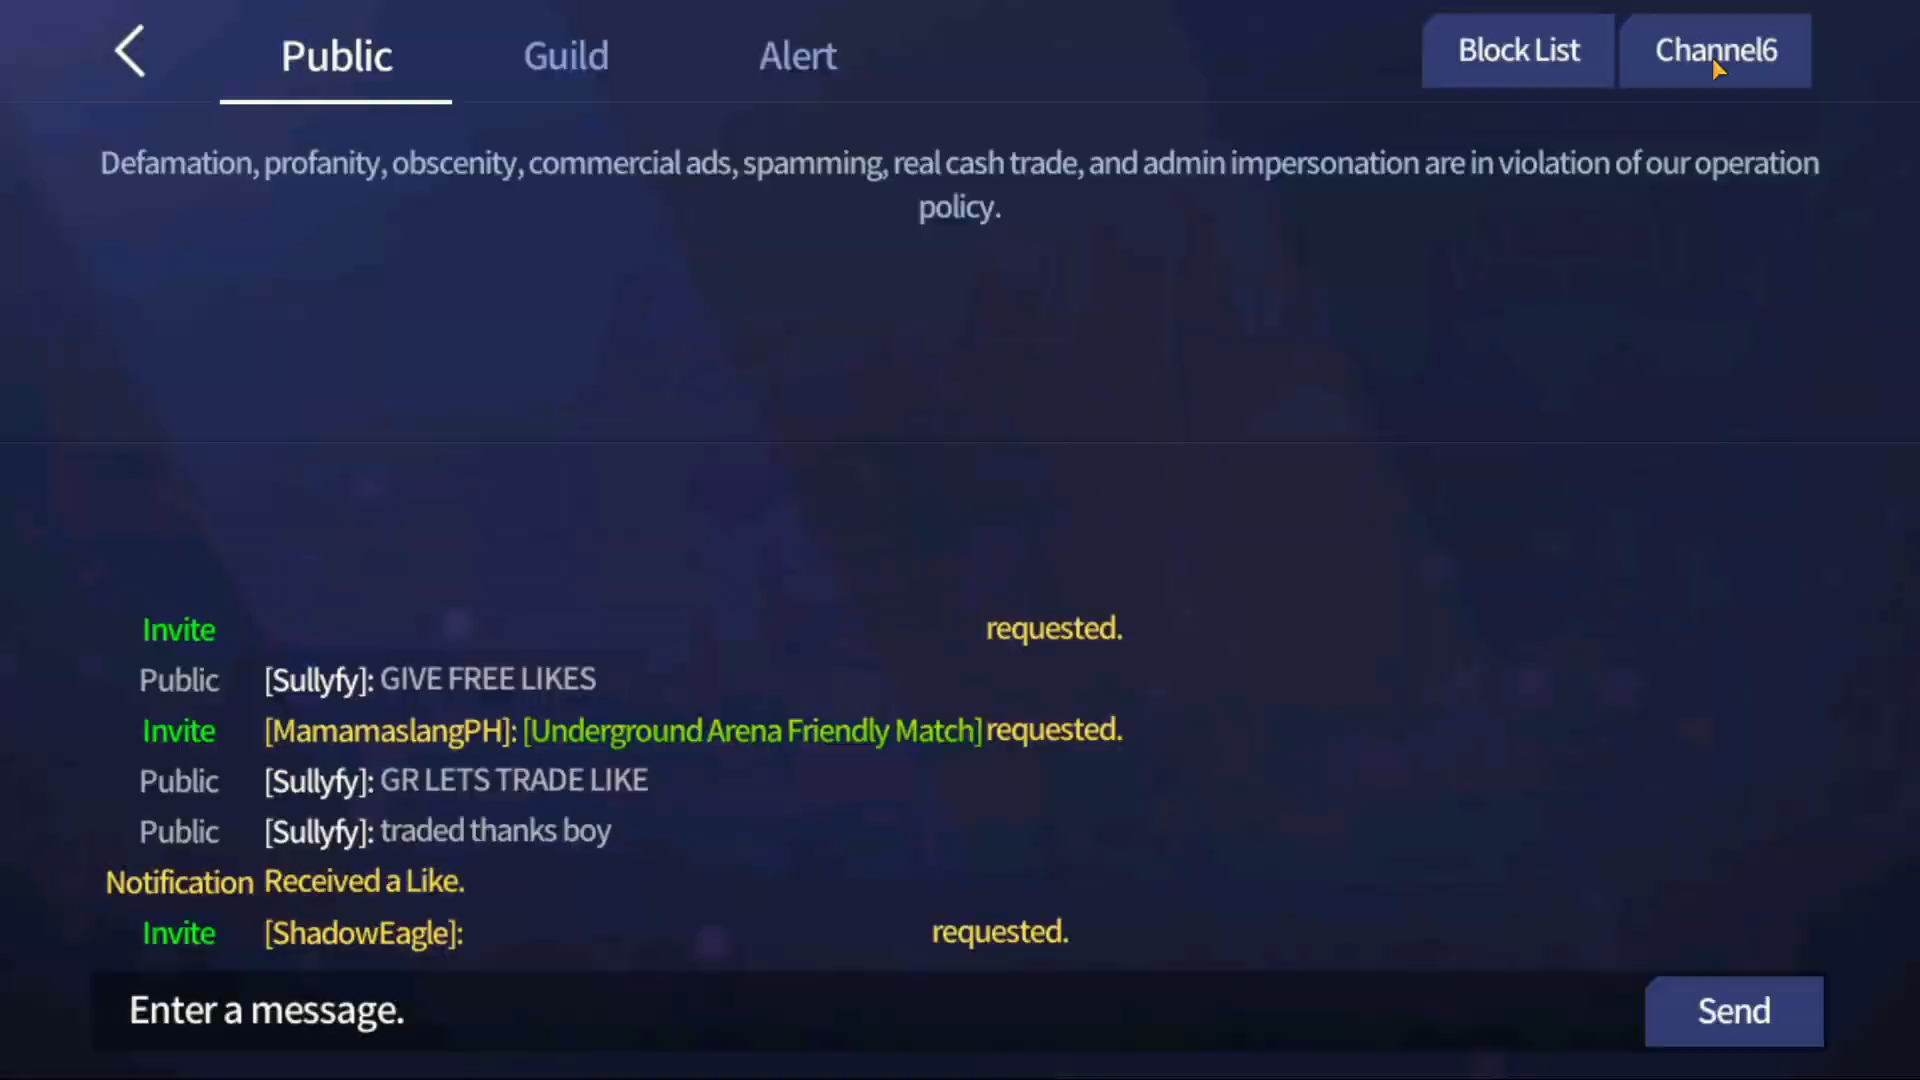 Public Guild Alert Block List Channel6
Defamation, profanity, obscenity, commercial ads, spamming, real cash trade, and admin impersonation are in violation of our operation
policy.
Invite requested.
Public [Sullyfy]: GIVE FREE LIKES
Invite [MamamaslangPH]: [Underground Arena Friendly Match] requested.
Public [Sullyfy]: GR LETS TRADE LIKE
Public [Sullyfy]: traded thanks boy
Notification Received a Like.
Invite [ShadowEagle]: requested.
Enter a message. Send